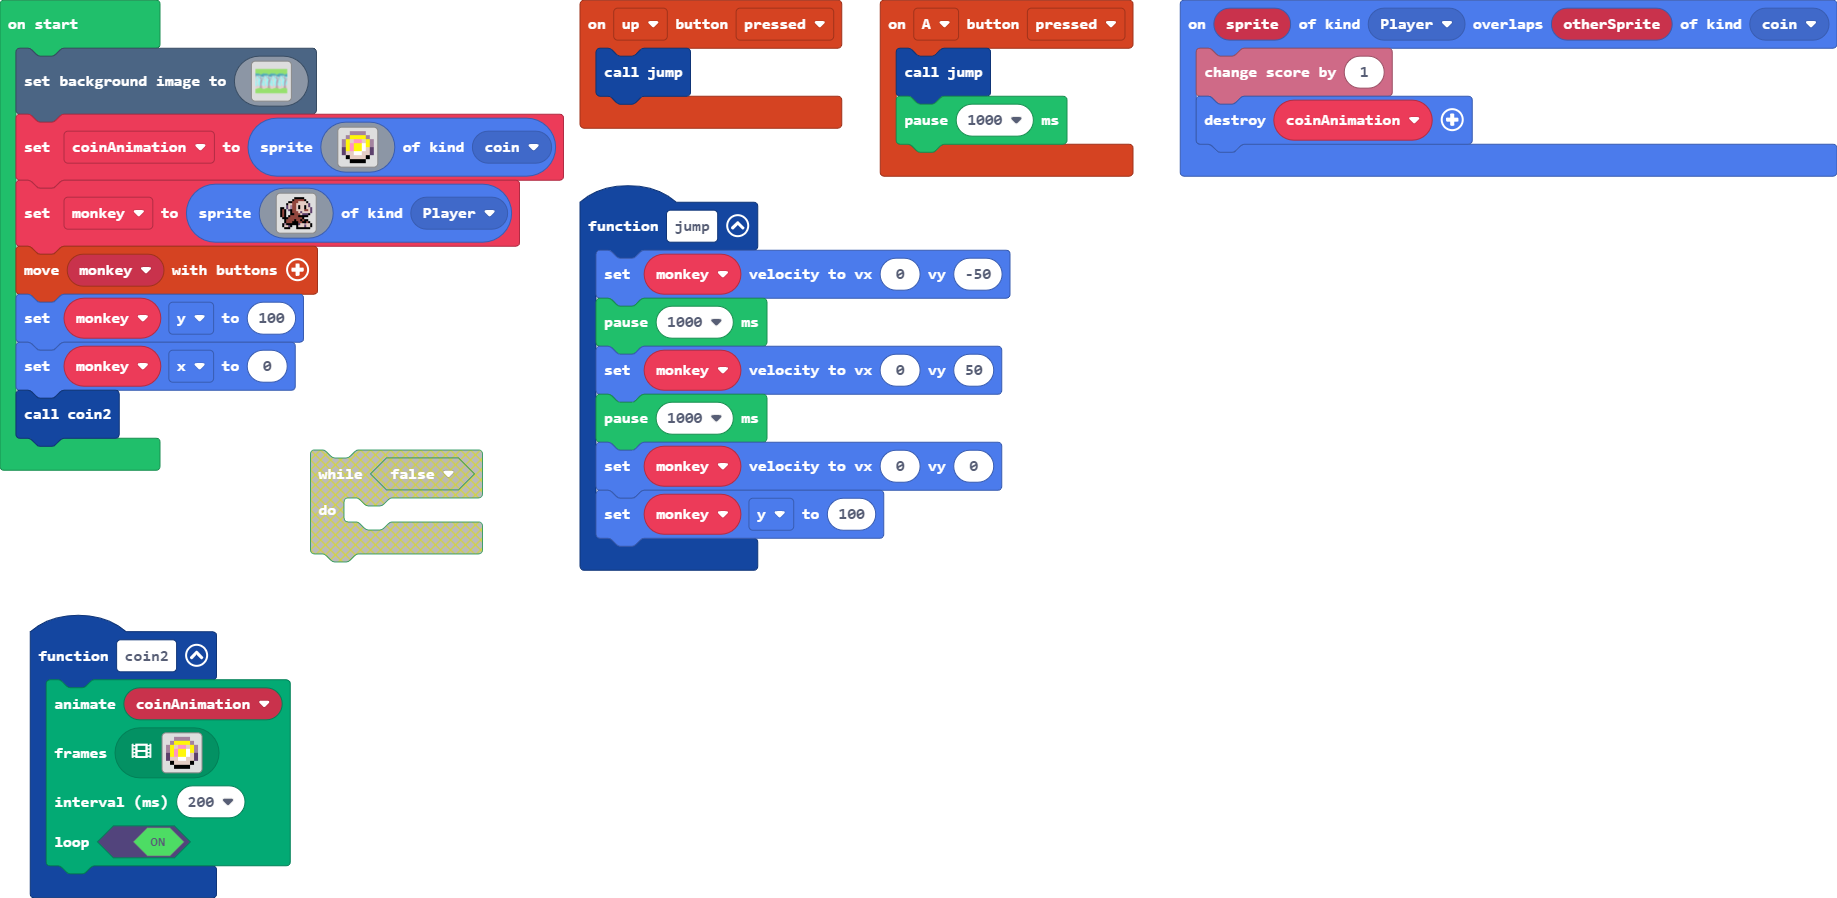 on start
set background image to
set coinAnimation to sprite of kind coin
set monkey to sprite of kind Player
move monkey with buttons
set monkey y to 100
set monkey x to 0
call coin2
while false
do
function coin2
animate coinAnimation
frames
interval (ms) 200
loop ON
on up button pressed
call jump
function jump
set monkey velocity to vx 0 vy -50
pause 1000 ms
set monkey velocity to vx 0 vy 50
pause 1000 ms
set monkey velocity to vx 0 vy 0
set monkey y to 100
on A button pressed
call jump
pause 1000 ms
on sprite of kind Player overlaps otherSprite of kind coin
change score by 1
destroy coinAnimation